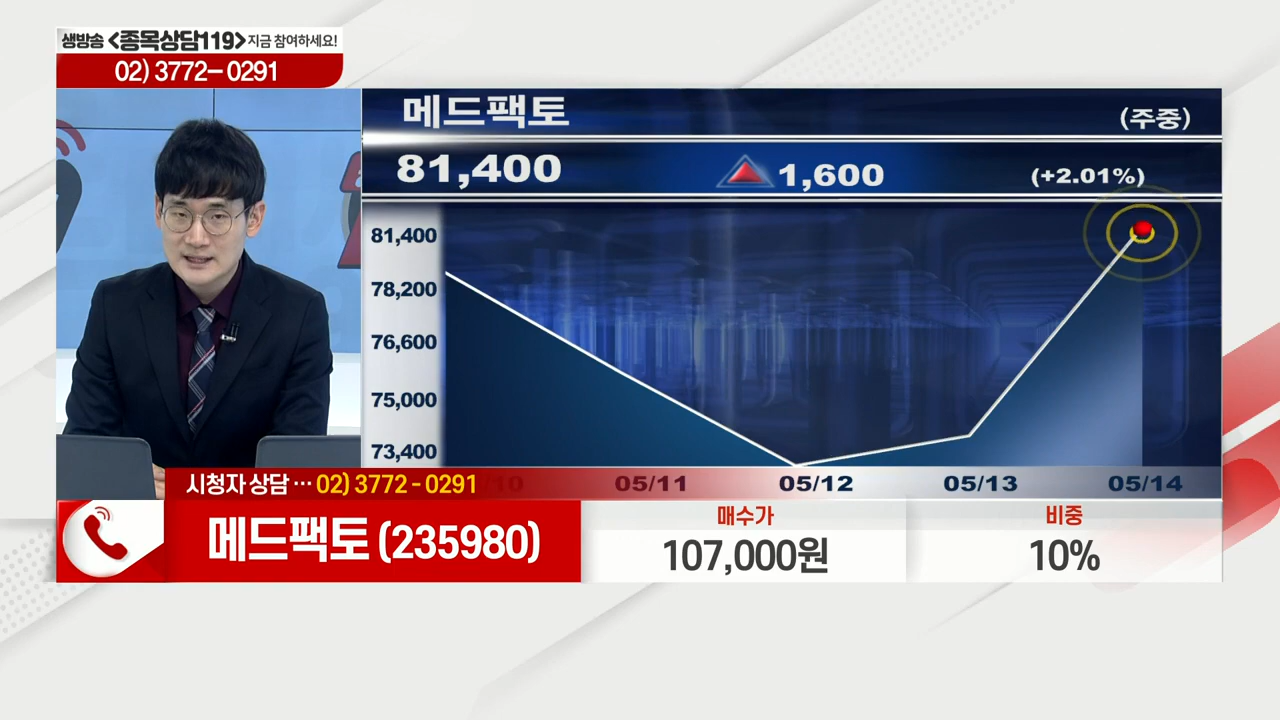 생방송 <종목상담119> 지금 참여하세요!
02) 3772-0291
메드팩토
(주중)
81,400
1,600
(+2.01%)
81,400
78,200
76,600
75,000
73,400
/10 05/11 05/12 05/13 05/14
시청자 상담 … 02) 3772 - 0291
메드팩토 (235980)
매수가
107,000원
비중
10%